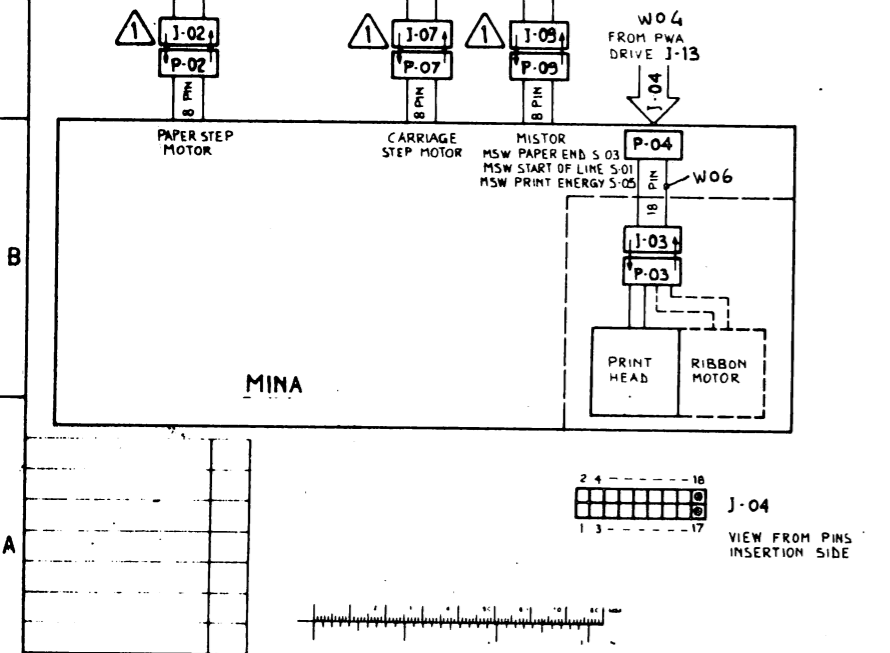 1
J-02
P-02
8 PIN
PAPER STEP
MOTOR
1
J-07
P-07
8 PIN
CARRIAGE
STEP MOTOR
1
J-09
P-09
8 PIN
MISTOR
MSW PAPER END S 03
MSW START OF LINE S-01
MSW PRINT ENERGY S-05
W04
FROM PWA
DRIVE J-13
J-04
P-04
18 PIN
W06
J-03
P-03
PRINT
HEAD
RIBBON
MOTOR
MINA
B
A
2 4 - - - - - - - 18
1 3 - - - - - - - 17
J-04
VIEW FROM PINS
INSERTION SIDE